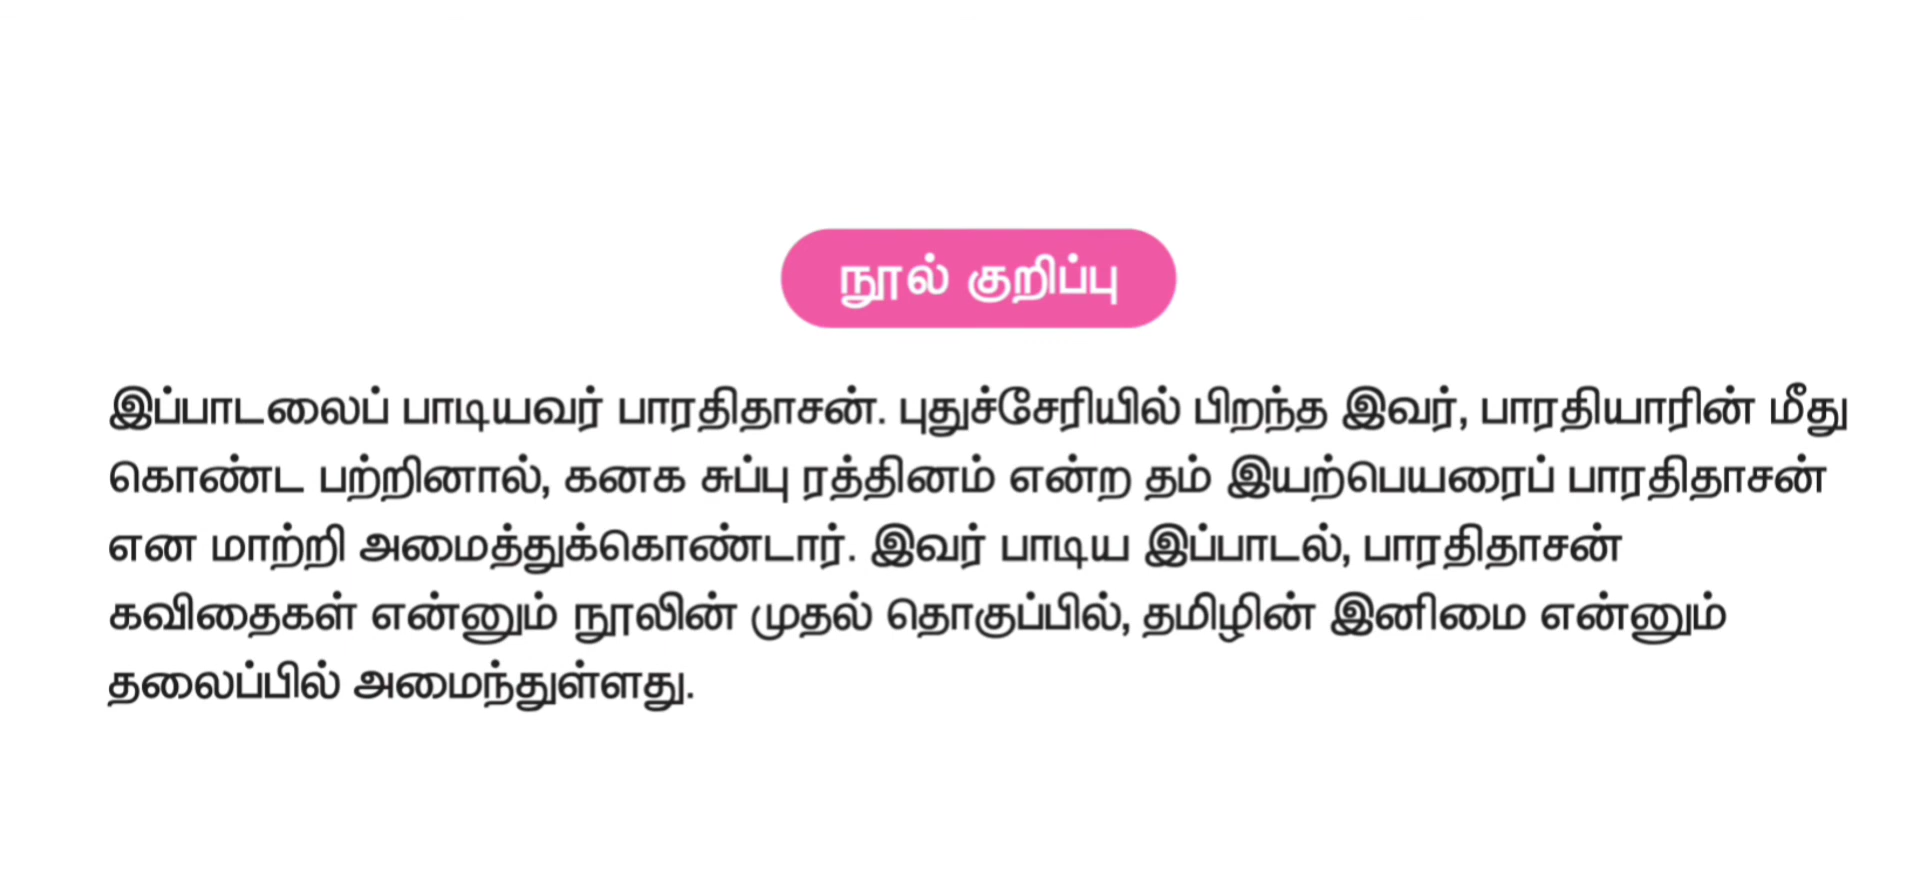 நூல் குறிப்பு
இப்பாடலைப் பாடியவர் பாரதிதாசன். புதுச்சேரியில் பிறந்த இவர், பாரதியாரின் மீது
கொண்ட பற்றினால், கனக சுப்பு ரத்தினம் என்ற தம் இயற்பெயரைப் பாரதிதாசன்
என மாற்றி அமைத்துக்கொண்டார். இவர் பாடிய இப்பாடல், பாரதிதாசன்
கவிதைகள் என்னும் நூலின் முதல் தொகுப்பில், தமிழின் இனிமை என்னும்
தலைப்பில் அமைந்துள்ளது.